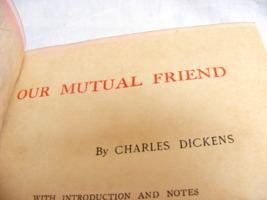 OUR MUTUAL FRIEND
By CHARLES DICKENS
WITH INTRODUCTION AND NOTES